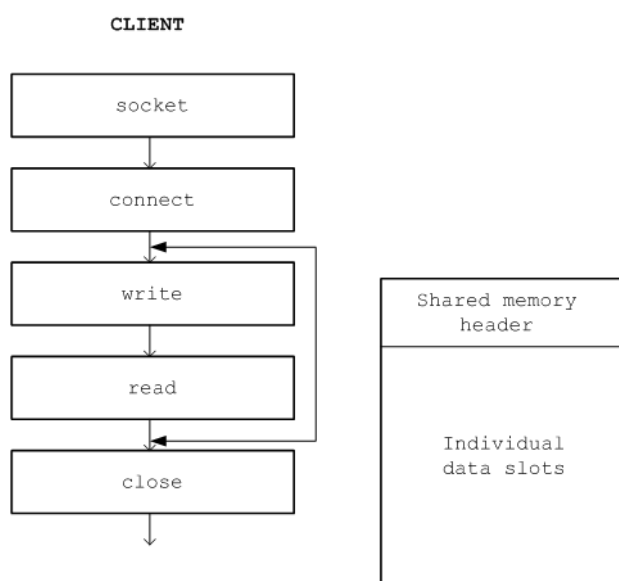 CLIENT
socket
connect
write
read
close
Shared memory
header
Individual
data slots